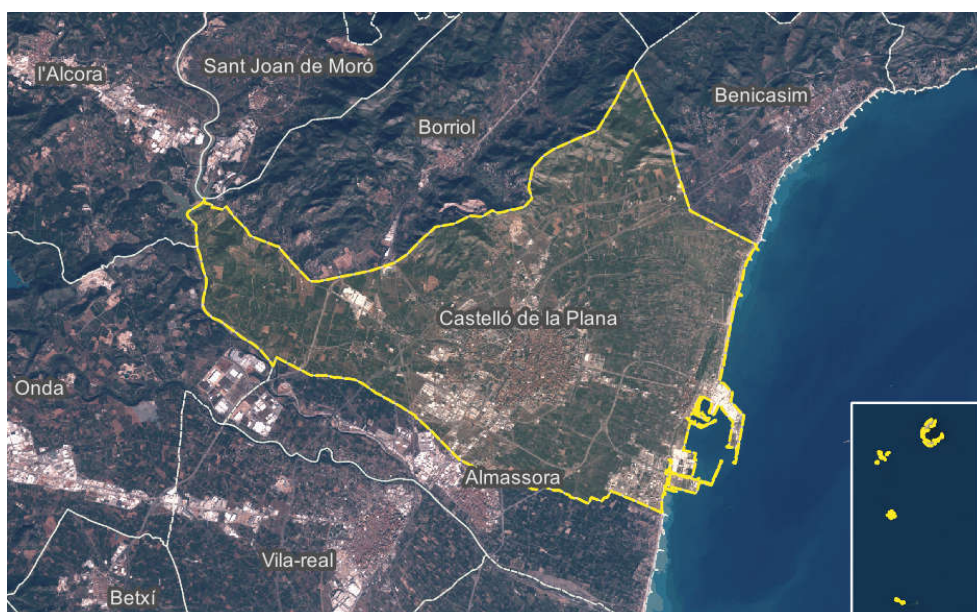 Sant Joan de Moró
l'Alcora
Benicasim
Borriol
Castelló de la Plana
Onda
Almassora
Vila-real
Betxí